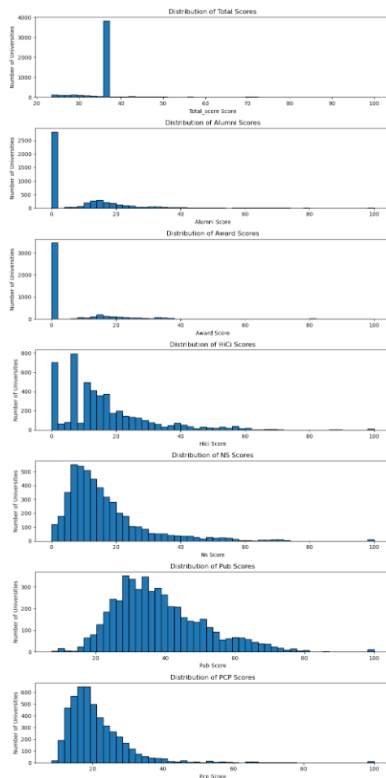 Distribution of Total Scores
Number of Universities
4000
3000
2000
1000
0
20 30 40 50 60 70 80 90 100
Total_score Score
Distribution of Alumni Scores
Number of Universities
2500
2000
1500
1000
500
0
0 20 40 60 80 100
Alumni Score
Distribution of Award Scores
Number of Universities
3000
2000
1000
0
0 20 40 60 80 100
Award Score
Distribution of HiCi Scores
Number of Universities
800
600
400
200
0
0 20 40 60 80 100
Hici Score
Distribution of NS Scores
Number of Universities
500
400
300
200
100
0
0 20 40 60 80 100
Ns Score
Distribution of Pub Scores
Number of Universities
300
200
100
0
20 40 60 80 100
Pub Score
Distribution of PCP Scores
Number of Universities
600
500
400
300
200
100
0
20 40 60 80 100
Pcp Score